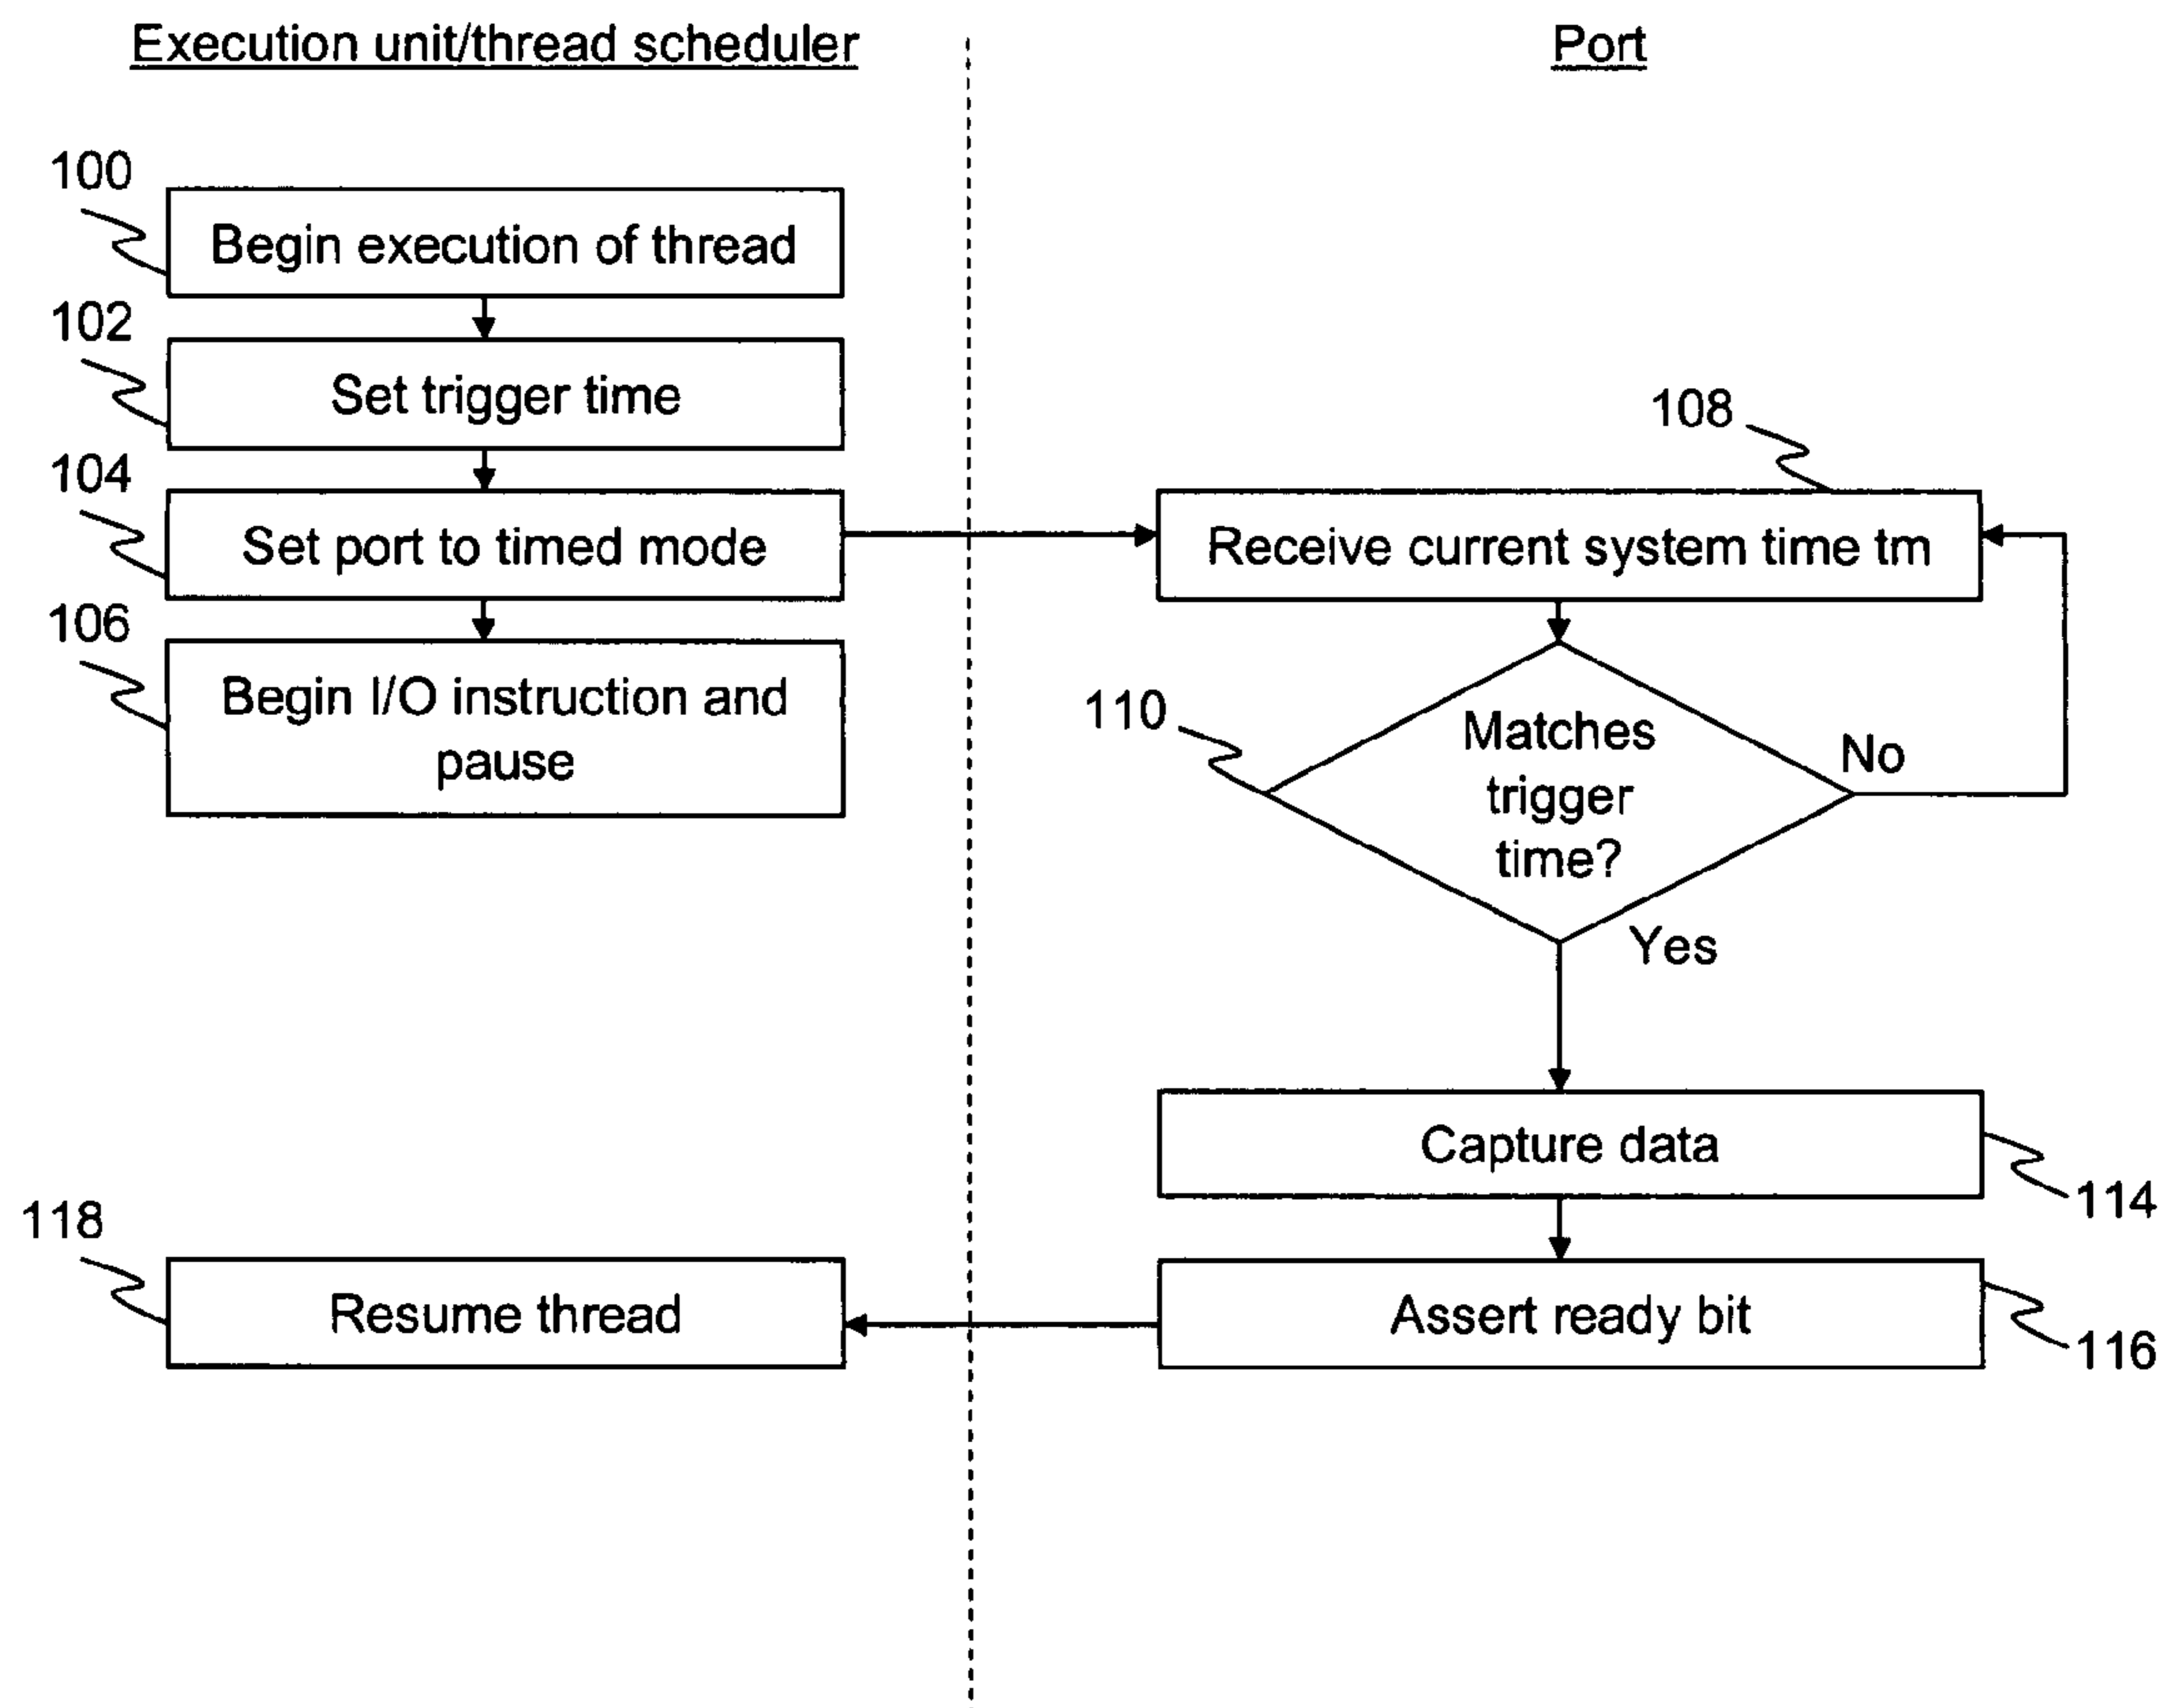 Execution unit/thread scheduler
Port
100
Begin execution of thread
102
Set trigger time
104
Set port to timed mode
106
Begin I/O instruction and
pause
108
Receive current system time tm
110
Matches
trigger
time?
No
Yes
Capture data
114
118
Resume thread
Assert ready bit
116